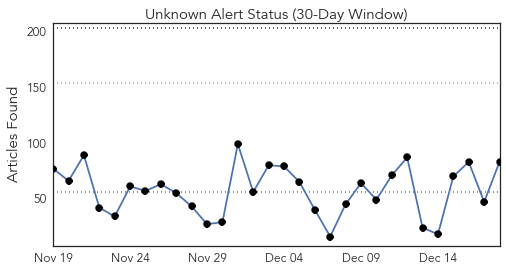 Unknown Alert Status (30-Day Window)
200
150
100
50
Articles Found
Nov 19 Nov 24 Nov 29 Dec 04 Dec 09 Dec 14